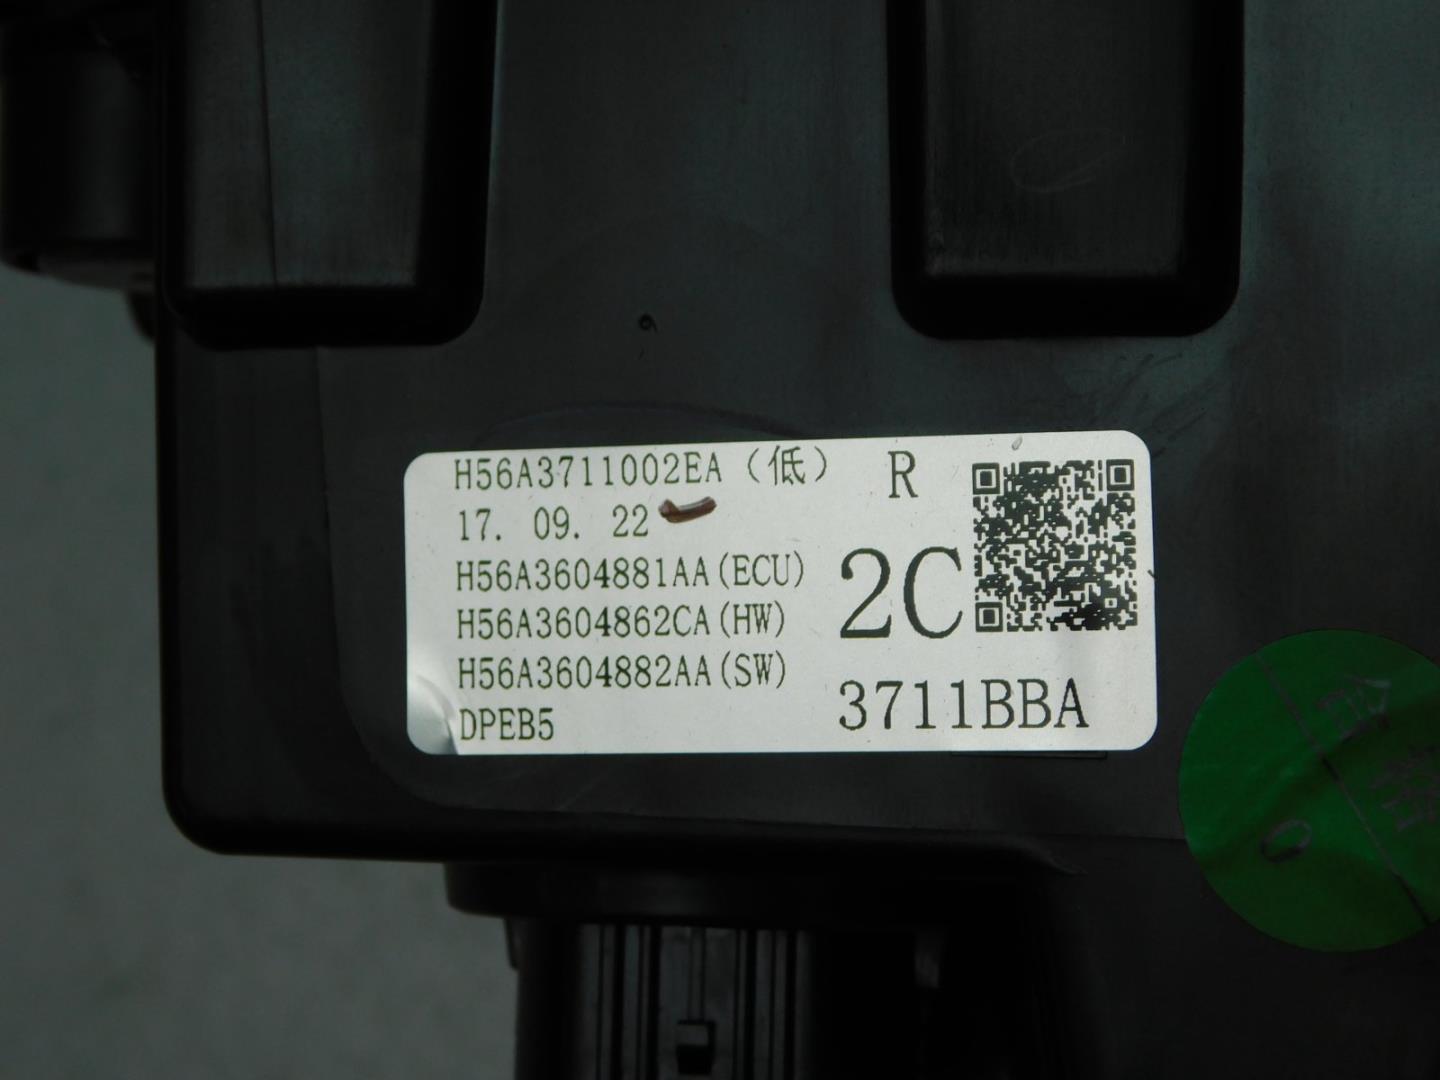 H56A3711002EA（低） R
17. 09. 22
H56A3604881AA(ECU)
H56A3604862CA(HW)
2C
H56A3604882AA(SW)
DPEB5
3711BBA